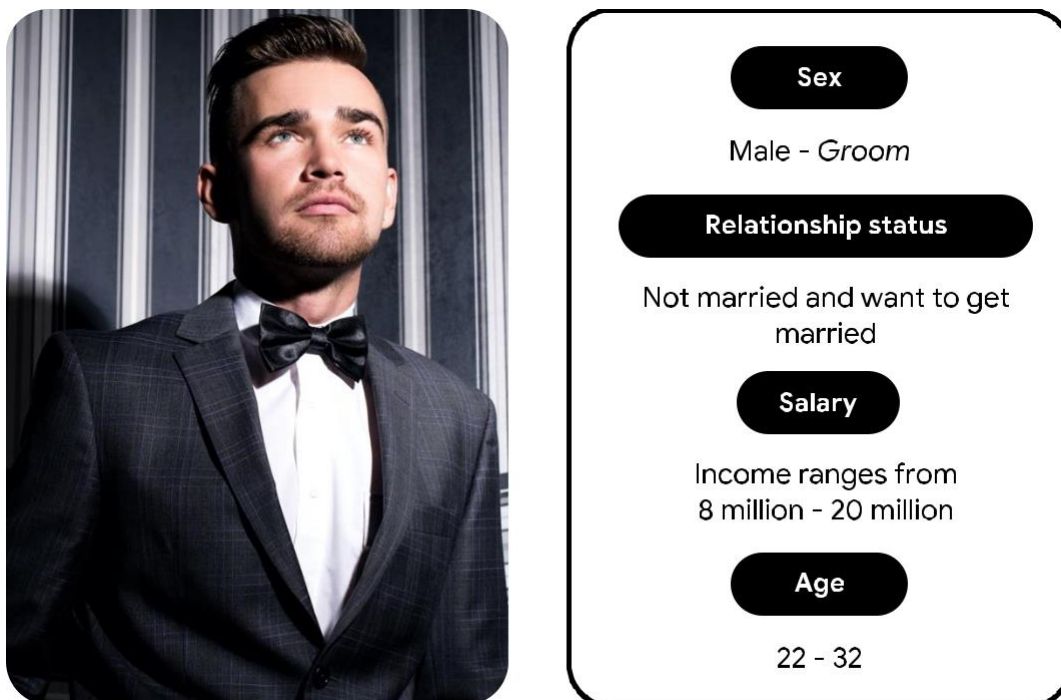 Sex
Male - Groom
Relationship status
Not married and want to get
married
Salary
Income ranges from
8 million - 20 million
Age
22 - 32